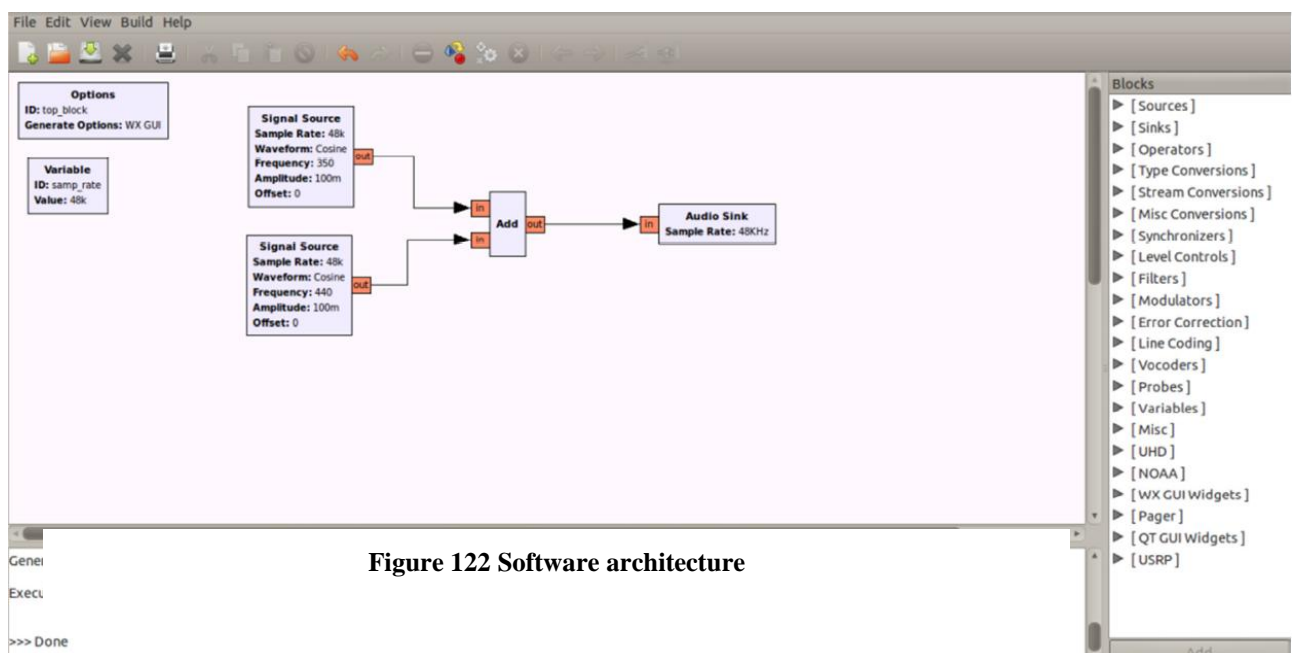 File Edit View Build Help
Options
ID: top_block
Generate Options: WX GUI
Variable
ID: samp_rate
Value: 48k
Signal Source
Sample Rate: 48k
Waveform: Cosine
Frequency: 350
Amplitude: 100m
Offset: 0
out
Signal Source
Sample Rate: 48k
Waveform: Cosine
Frequency: 440
Amplitude: 100m
Offset: 0
out
in
in
Add
out
in
Audio Sink
Sample Rate: 48KHz
Blocks
[ Sources ]
[ Sinks ]
[ Operators ]
[ Type Conversions ]
[ Stream Conversions ]
[ Misc Conversions ]
[ Synchronizers ]
[ Level Controls ]
[ Filters ]
[ Modulators ]
[ Error Correction ]
[ Line Coding ]
[ Vocoders ]
[ Probes ]
[ Variables ]
[ Misc ]
[ UHD ]
[ NOAA ]
[ WX GUI Widgets ]
[ Pager ]
[ QT GUI Widgets ]
[ USRP ]
Figure 122 Software architecture
>>> Done
Add